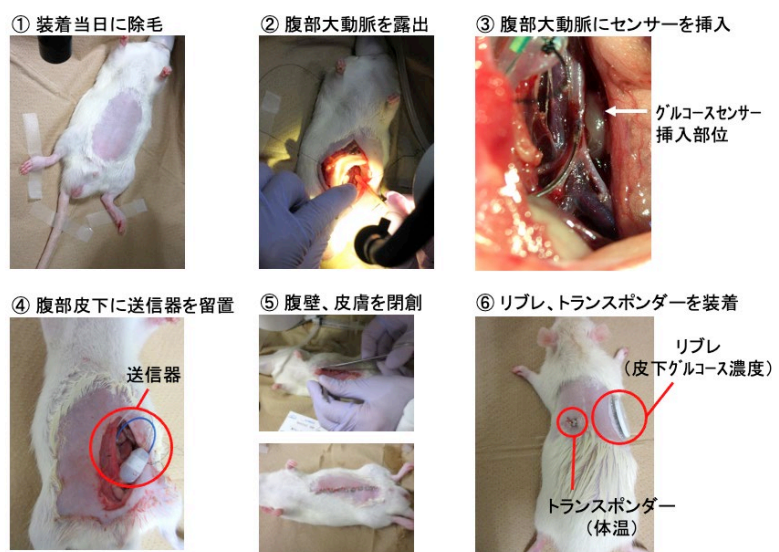 ① 装着当日に除毛
② 腹部大動脈を露出
③ 腹部大動脈にセンサーを挿入
グルコースセンサー
挿入部位
④ 腹部皮下に送信器を留置
送信器
⑤ 腹壁、皮膚を閉創
⑥ リブレ、トランスポンダーを装着
リブレ
（皮下グルコース濃度）
トランスポンダー
（体温）